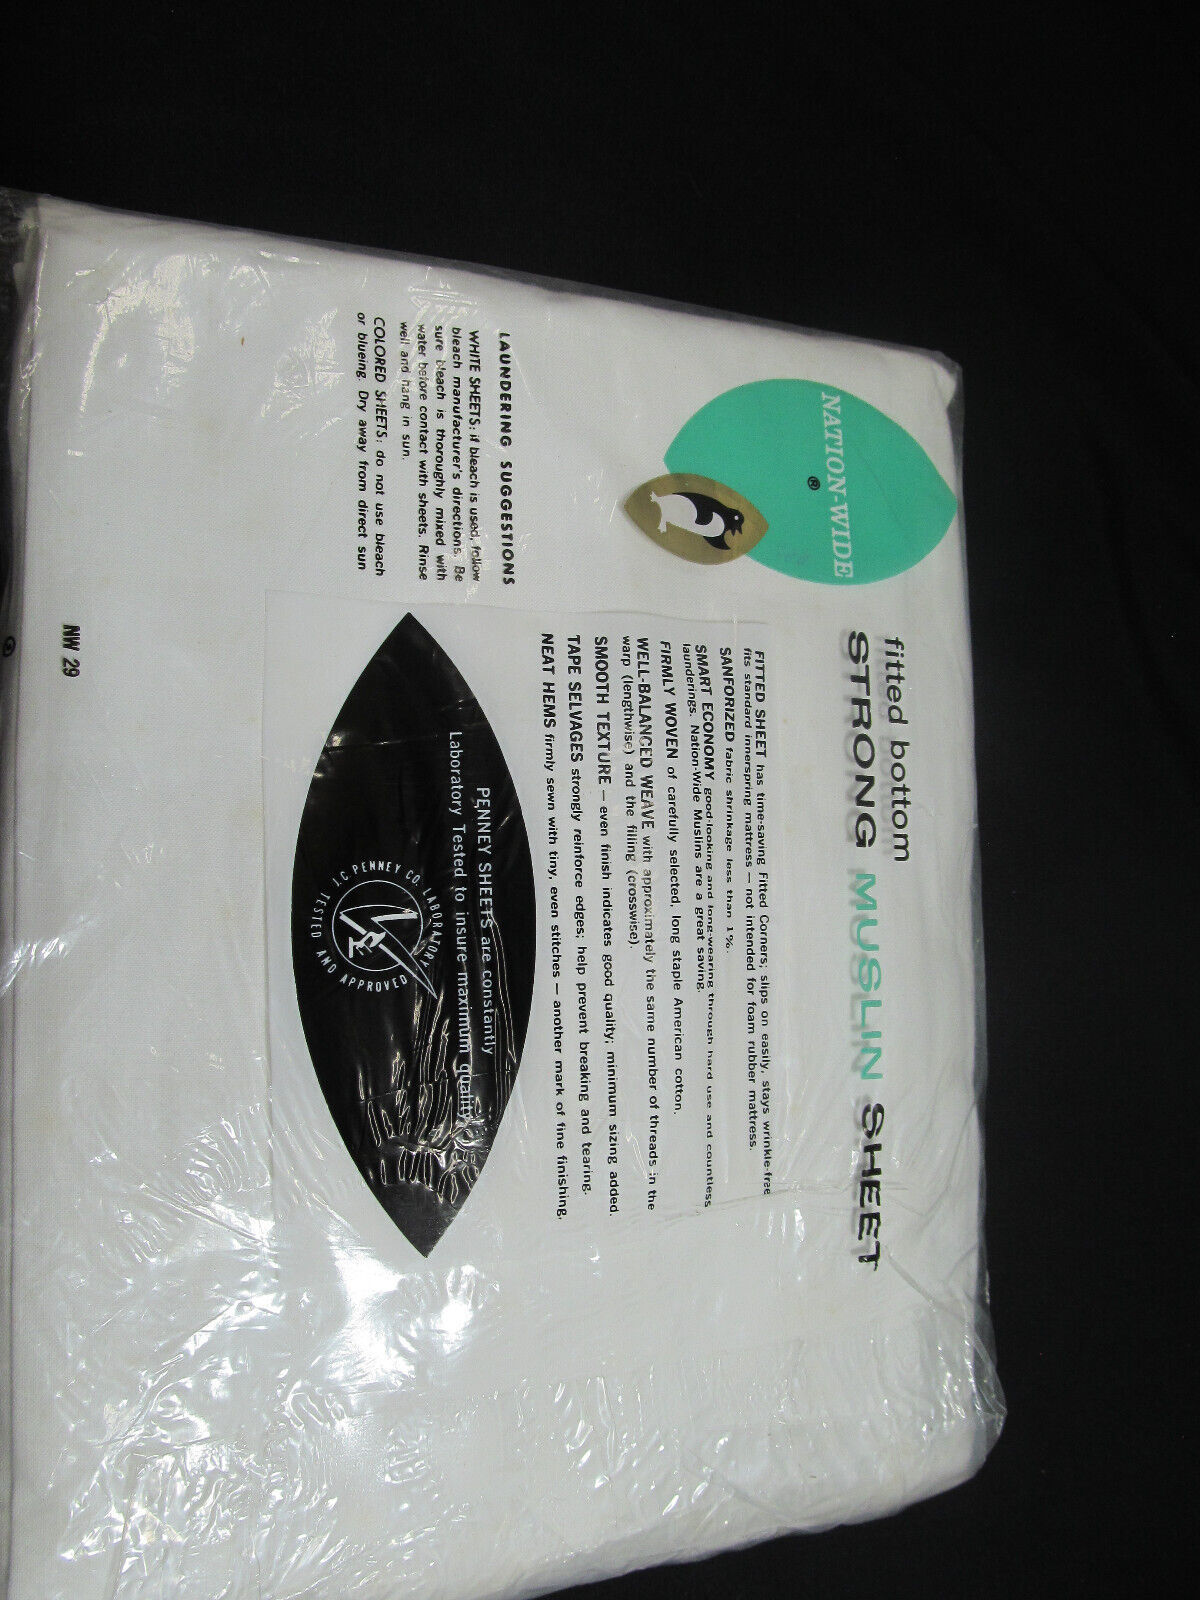 NATION-WIDE
®
fitted bottom
STRONG MUSLIN SHEET
FITTED SHEET has time-saving Fitted Corners; slips on easily, stays wrinkle-free
fits standard innerspring mattress — not intended for foam rubber mattress.
SANFORIZED fabric shrinkage less than 1%.
SMART ECONOMY good-looking and long-wearing through hard use and countless
launderings. Nation-Wide Muslins are a great saving.
FIRMLY WOVEN of carefully selected, long staple American cotton.
WELL-BALANCED WEAVE with approximately the same number of threads in the
warp (lengthwise) and the filling (crosswise).
SMOOTH TEXTURE — even finish indicates good quality; minimum sizing added.
TAPE SELVAGES strongly reinforce edges; help prevent breaking and tearing.
NEAT HEMS firmly sewn with tiny, even stitches — another mark of fine finishing.
LAUNDERING SUGGESTIONS
WHITE SHEETS: if bleach is used, follow
bleach manufacturer's directions. Be
sure bleach is thoroughly mixed with
water before contact with sheets. Rinse
well and hang in sun.
COLORED SHEETS: do not use bleach
or blueing. Dry away from direct sun
PENNEY SHEETS are constantly
Laboratory Tested to insure maximum quality
J.C. PENNEY CO. LABORATORY
TESTED AND APPROVED
NW 29